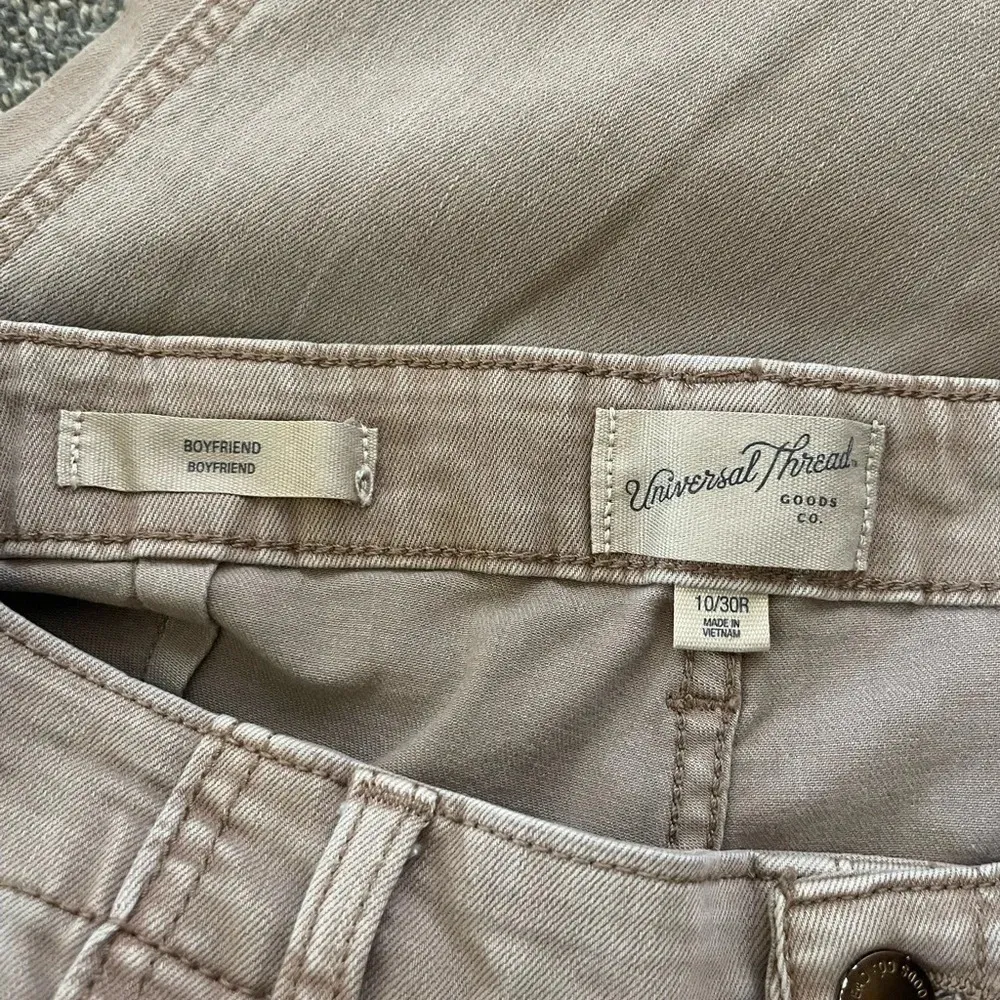 BOYFRIEND
BOYFRIEND
Universal Thread
GOODS
CO.
10/30R
MADE IN
VIETNAM